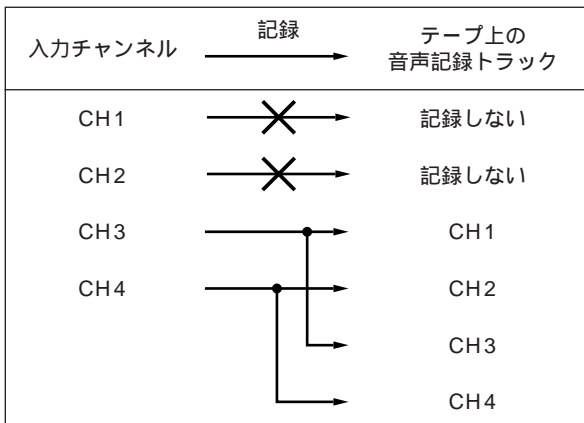 入力チャンネル
記録
テープ上の
音声記録トラック
CH1
記録しない
CH2
記録しない
CH3
CH1
CH4
CH2
CH3
CH4